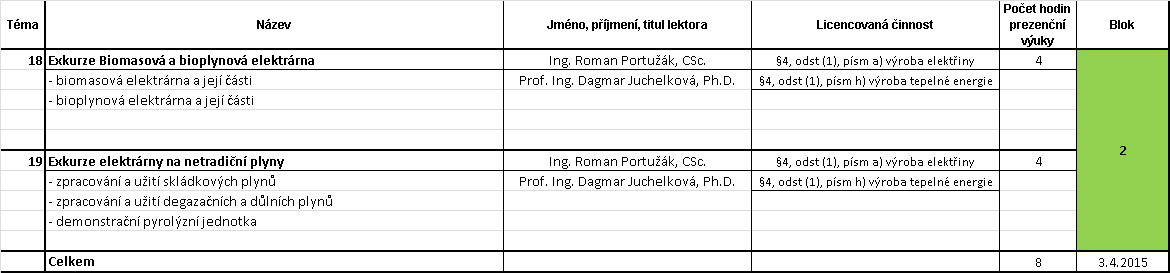 Téma Název Jméno, příjmení, titul lektora Licencovaná činnost Počet hodin prezenční výuky Blok
18 Exkurze Biomasová a bioplynová elektrárna Ing. Roman Portužák, CSc. §4, odst (1), písm a) výroba elektřiny 4
- biomasová elektrárna a její části Prof. Ing. Dagmar Juchelková, Ph.D. §4, odst (1), písm h) výroba tepelné energie
- bioplynová elektrárna a její části
2
19 Exkurze elektrárny na netradiční plyny Ing. Roman Portužák, CSc. §4, odst (1), písm a) výroba elektřiny 4
- zpracování a užití skládkových plynů Prof. Ing. Dagmar Juchelková, Ph.D. §4, odst (1), písm h) výroba tepelné energie
- zpracování a užití degazačních a důlních plynů
- demonstrační pyrolýzní jednotka
Celkem 8 3.4.2015